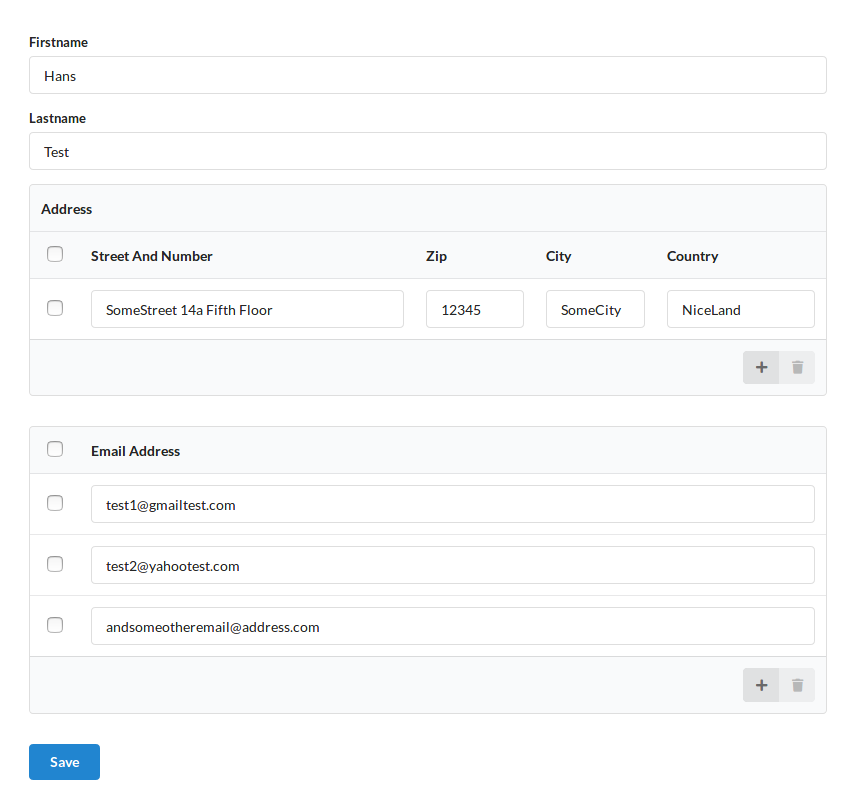 Firstname
Hans
Lastname
Test
Address
Street And Number Zip City Country
SomeStreet 14a Fifth Floor 12345 SomeCity NiceLand
Email Address
test1@gmailtest.com
test2@yahootest.com
andsomeotheremail@address.com
Save